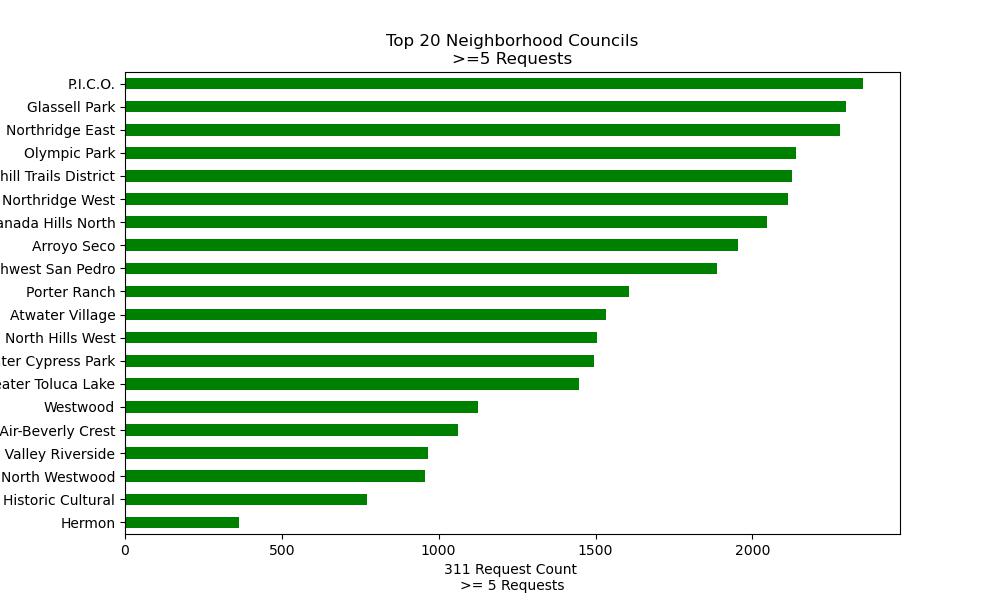 Top 20 Neighborhood Councils
>=5 Requests
P.I.C.O.
Glassell Park
Northridge East
Olympic Park
hill Trails District
Northridge West
anada Hills North
Arroyo Seco
hwest San Pedro
Porter Ranch
Atwater Village
North Hills West
ter Cypress Park
eater Toluca Lake
Westwood
Air-Beverly Crest
Valley Riverside
North Westwood
Historic Cultural
Hermon
0 500 1000 1500 2000
311 Request Count
>= 5 Requests